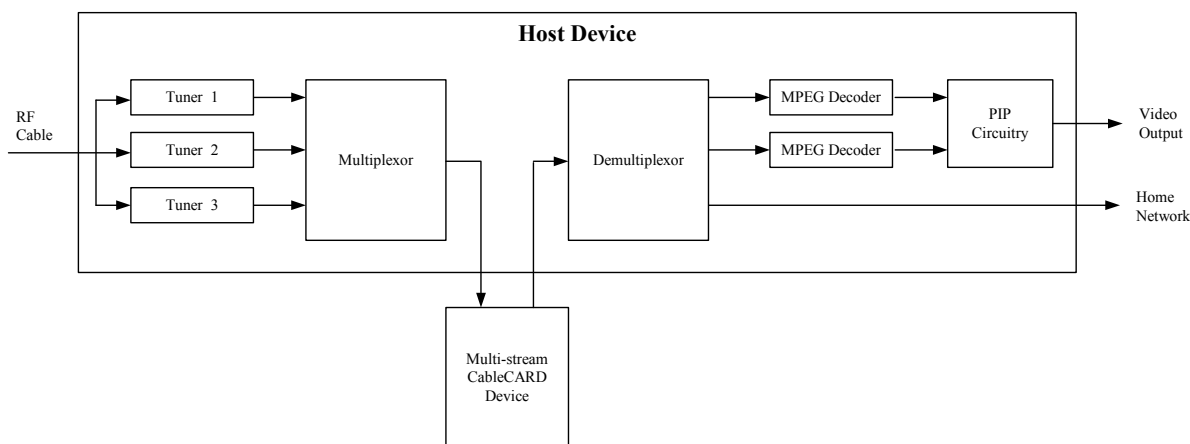 Host Device
RF
Cable
Tuner 1
Tuner 2
Tuner 3
Multiplexor
Demultiplexor
MPEG Decoder
MPEG Decoder
PIP
Circuitry
Video
Output
Home
Network
Multi-stream
CableCARD
Device